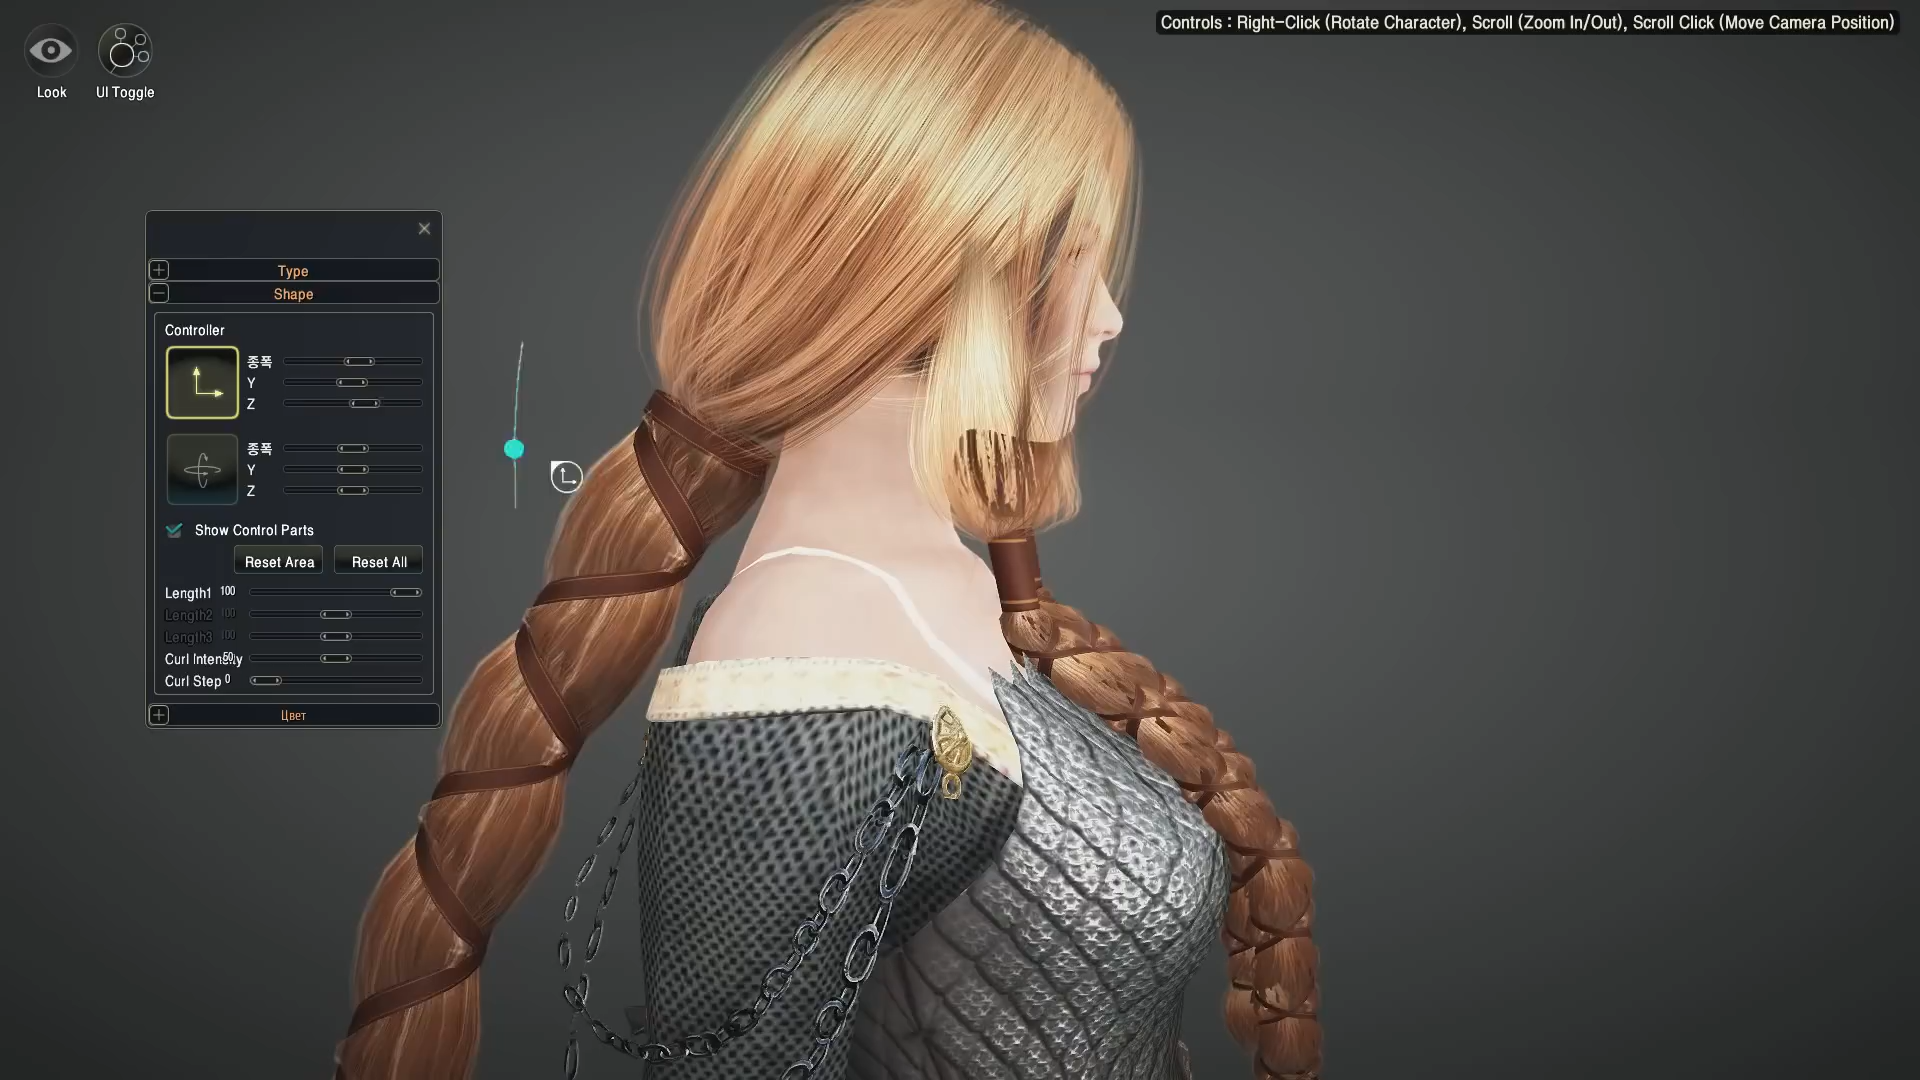 Controls : Right-Click (Rotate Character), Scroll (Zoom In/Out), Scroll Click (Move Camera Position)
Look
UI Toggle
Type
Shape
Controller
종폭
Y
Z
종폭
Y
Z
Show Control Parts
Reset Area
Reset All
Length1 100
Length2 100
Length3 100
Curl Intensity 50
Curl Step 0
Цвет